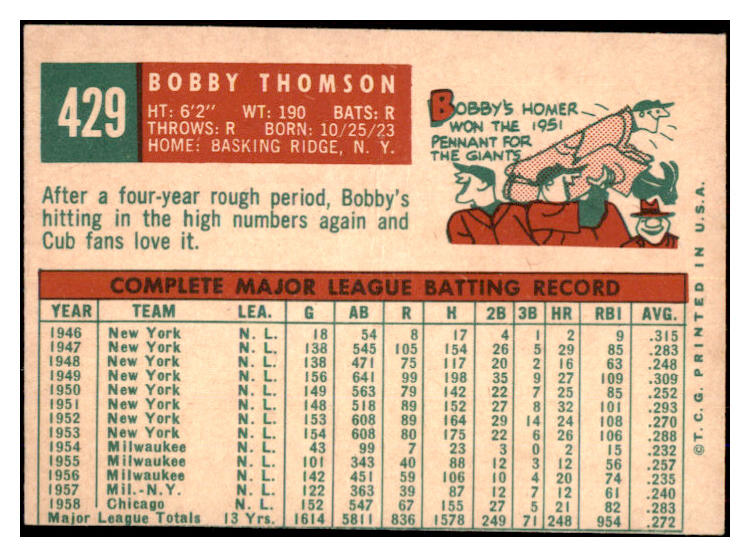 429
BOBBY THOMSON
HT: 6'2" WT: 190 BATS: R
THROWS: R BORN: 10/25/23
HOME: BASKING RIDGE, N. Y.
BOBBY'S HOMER
WON THE 1951
PENNANT FOR
THE GIANTS
After a four-year rough period, Bobby's
hitting in the high numbers again and
Cub fans love it.
COMPLETE MAJOR LEAGUE BATTING RECORD
YEAR TEAM LEA. G AB R H 2B 3B HR RBI AVG.
1946 New York N. L. 18 54 8 17 4 1 2 9 .315
1947 New York N. L. 138 545 105 154 26 5 29 85 .283
1948 New York N. L. 138 471 75 117 20 2 16 63 .248
1949 New York N. L. 156 641 99 198 35 9 27 109 .309
1950 New York N. L. 149 563 79 142 22 7 25 85 .252
1951 New York N. L. 148 518 89 152 27 8 32 101 .293
1952 New York N. L. 153 608 89 164 29 14 24 108 .270
1953 New York N. L. 154 608 80 175 22 6 26 106 .288
1954 Milwaukee N. L. 43 99 7 23 3 0 2 15 .232
1955 Milwaukee N. L. 101 343 40 88 12 3 12 56 .257
1956 Milwaukee N. L. 142 451 59 106 10 4 20 74 .235
1957 Mil.-N.Y. N. L. 122 363 39 87 12 7 12 61 .240
1958 Chicago N. L. 152 547 67 155 27 5 21 82 .283
Major League Totals 13 Yrs. 1614 5811 836 1578 249 71 248 954 .272
©T.C.G. PRINTED IN U.S.A.